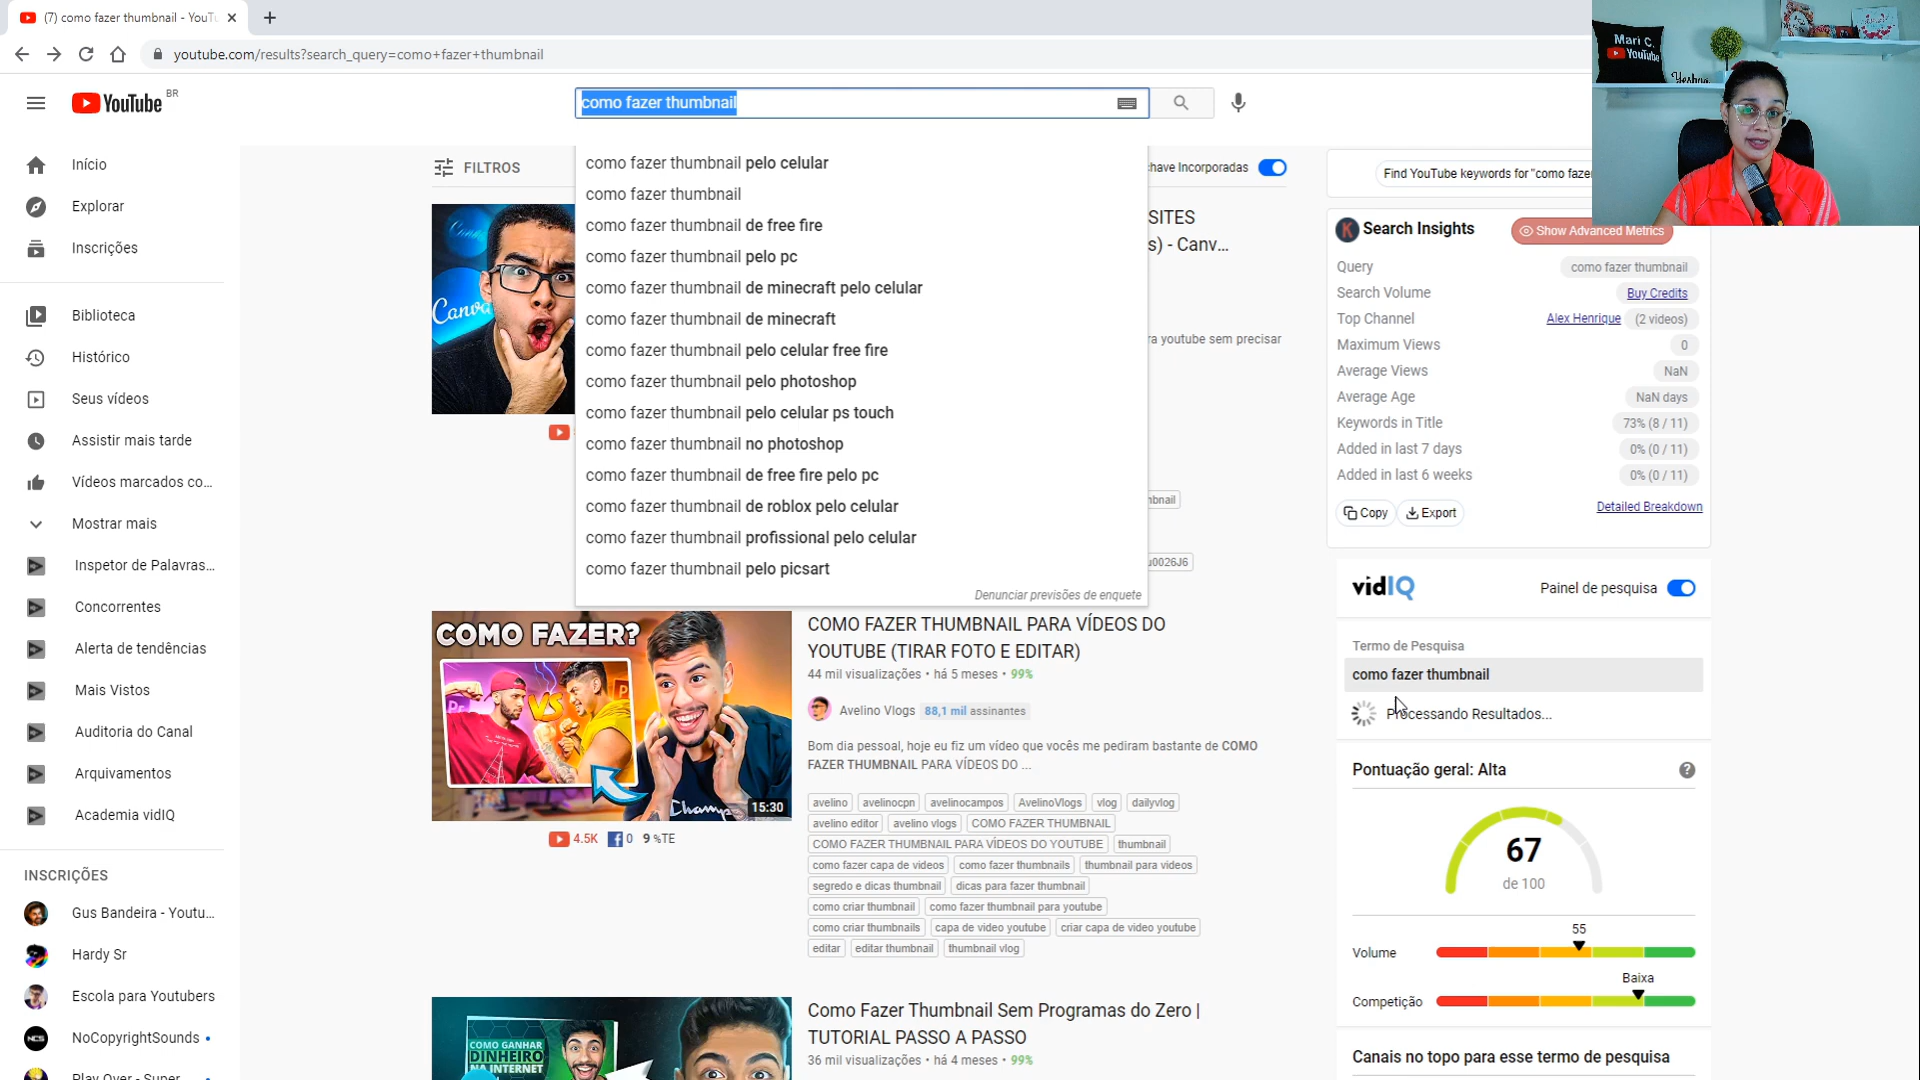 (7) como fazer thumbnail - YouTu
youtube.com/results?search_query=como+fazer+thumbnail
YouTube BR
como fazer thumbnail
Mari C.
YouTube
Yeshua
Início
Explorar
Inscrições
Biblioteca
Histórico
Seus vídeos
Assistir mais tarde
Vídeos marcados co...
Mostrar mais
Inspetor de Palavras...
Concorrentes
Alerta de tendências
Mais Vistos
Auditoria do Canal
Arquivamentos
Academia vidIQ
INSCRIÇÕES
Gus Bandeira - Youtu...
Hardy Sr
Escola para Youtubers
NoCopyrightSounds
Play Over - Super
FILTROS
have Incorporadas
como fazer thumbnail pelo celular
como fazer thumbnail
como fazer thumbnail de free fire
como fazer thumbnail pelo pc
como fazer thumbnail de minecraft pelo celular
como fazer thumbnail de minecraft
como fazer thumbnail pelo celular free fire
como fazer thumbnail pelo photoshop
como fazer thumbnail pelo celular ps touch
como fazer thumbnail no photoshop
como fazer thumbnail de free fire pelo pc
como fazer thumbnail de roblox pelo celular
como fazer thumbnail profissional pelo celular
como fazer thumbnail pelo picsart
Denunciar previsões de enquete
Canva
SITES
s) - Canv...
ra youtube sem precisar
nbnail
u0026J6
COMO FAZER?
VS
Pr
Champ
15:30
4.5K 0 9 %TE
COMO FAZER THUMBNAIL PARA VÍDEOS DO
YOUTUBE (TIRAR FOTO E EDITAR)
44 mil visualizações • há 5 meses • 99%
Avelino Vlogs 88,1 mil assinantes
Bom dia pessoal, hoje eu fiz um vídeo que vocês me pediram bastante de COMO
FAZER THUMBNAIL PARA VÍDEOS DO ...
avelino avelinocpn avelinocampos AvelinoVlogs vlog dailyvlog
avelino editor avelino vlogs COMO FAZER THUMBNAIL
COMO FAZER THUMBNAIL PARA VÍDEOS DO YOUTUBE thumbnail
como fazer capa de videos como fazer thumbnails thumbnail para videos
segredo e dicas thumbnail dicas para fazer thumbnail
como criar thumbnail como fazer thumbnail para youtube
como criar thumbnails capa de video youtube criar capa de video youtube
editar editar thumbnail thumbnail vlog
COMO GANHAR
DINHEIRO
NA INTERNET
Como Fazer Thumbnail Sem Programas do Zero |
TUTORIAL PASSO A PASSO
36 mil visualizações • há 4 meses • 99%
Find YouTube keywords for "como fazer
K Search Insights
Show Advanced Metrics
Query como fazer thumbnail
Search Volume Buy Credits
Top Channel Alex Henrique (2 videos)
Maximum Views 0
Average Views NaN
Average Age NaN days
Keywords in Title 73% (8 / 11)
Added in last 7 days 0% (0 / 11)
Added in last 6 weeks 0% (0 / 11)
Copy Export Detailed Breakdown
vidIQ Painel de pesquisa
Termo de Pesquisa
como fazer thumbnail
Processando Resultados...
Pontuação geral: Alta ?
67
de 100
55
Volume
Baixa
Competição
Canais no topo para esse termo de pesquisa